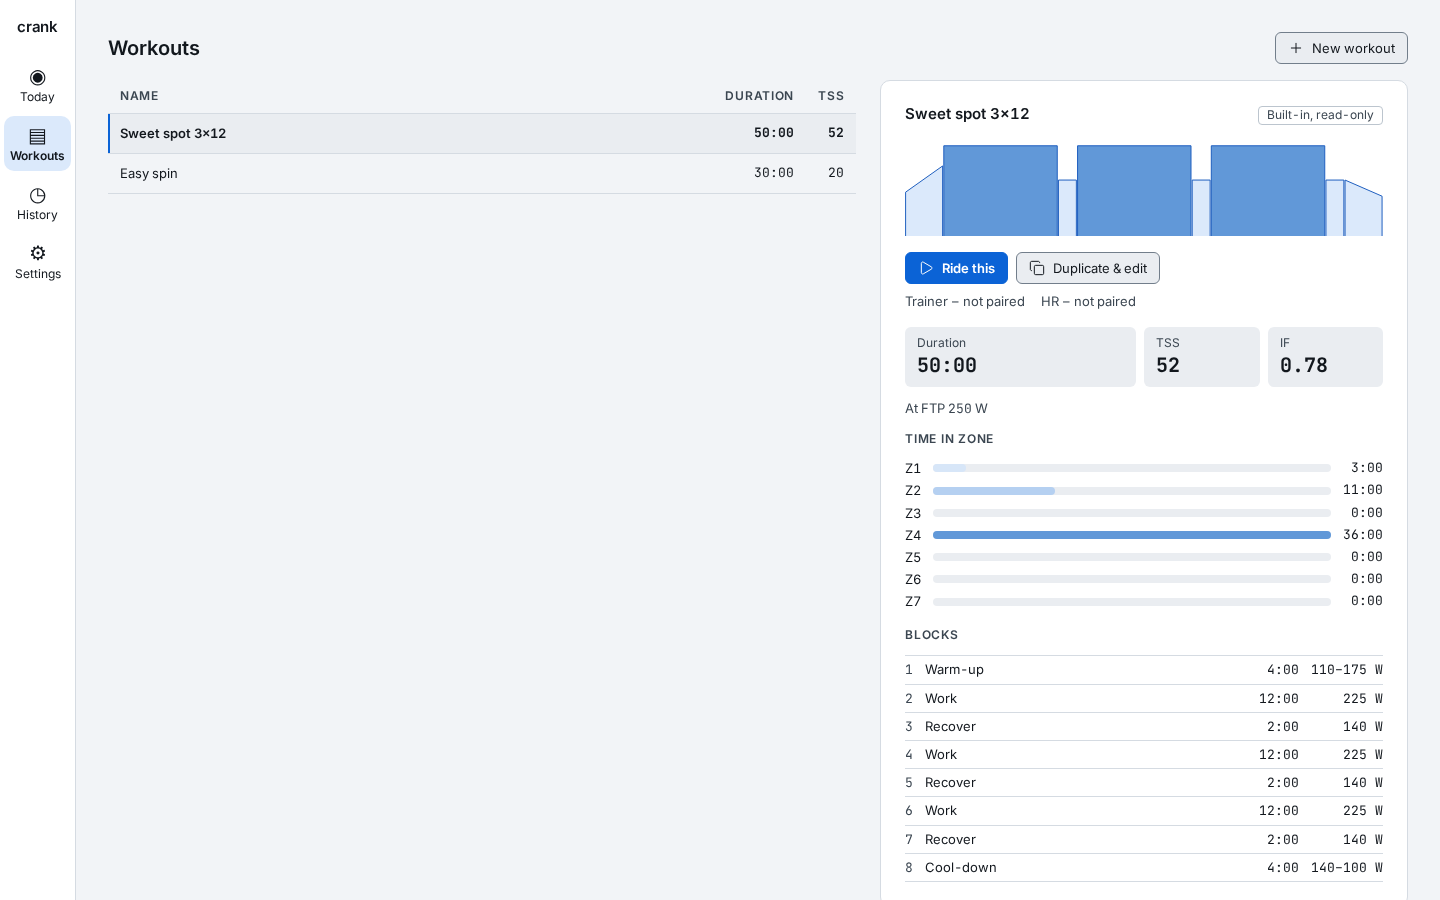 crank
Today
Workouts
History
Settings
Workouts
New workout
NAME DURATION TSS
Sweet spot 3×12 50:00 52
Easy spin 30:00 20
Sweet spot 3×12
Built-in, read-only
Ride this
Duplicate & edit
Trainer – not paired HR – not paired
Duration
50:00
TSS
52
IF
0.78
At FTP 250 W
TIME IN ZONE
Z1 3:00
Z2 11:00
Z3 0:00
Z4 36:00
Z5 0:00
Z6 0:00
Z7 0:00
BLOCKS
1 Warm-up 4:00 110–175 W
2 Work 12:00 225 W
3 Recover 2:00 140 W
4 Work 12:00 225 W
5 Recover 2:00 140 W
6 Work 12:00 225 W
7 Recover 2:00 140 W
8 Cool-down 4:00 140–100 W